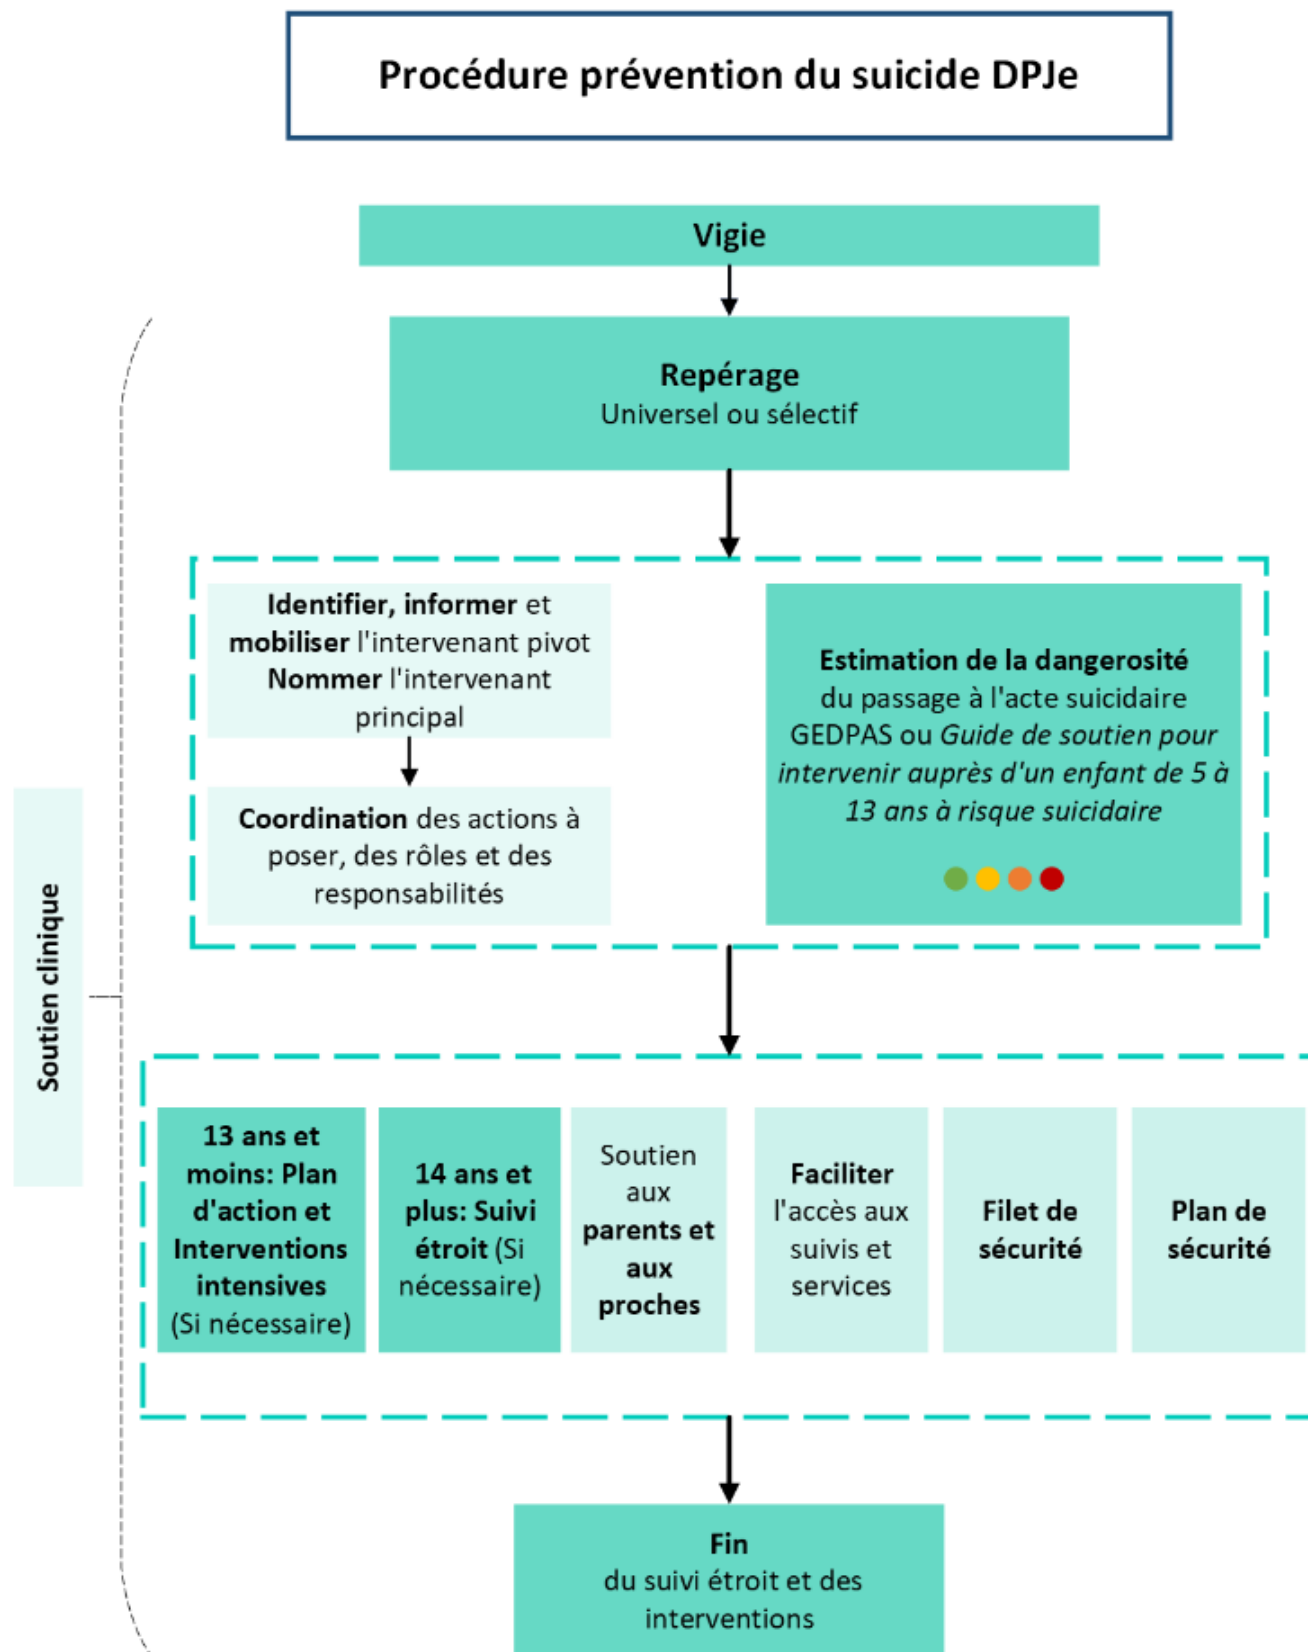 Procédure prévention du suicide DPJe
Vigie
Repérage
Universel ou sélectif
Identifier, informer et
mobiliser l'intervenant pivot
Nommer l'intervenant
principal
Coordination des actions à
poser, des rôles et des
responsabilités
Estimation de la dangerosité
du passage à l'acte suicidaire
GEDPAS ou Guide de soutien pour
intervenir auprès d'un enfant de 5 à
13 ans à risque suicidaire
Soutien clinique
13 ans et
moins: Plan
d'action et
Interventions
intensives
(Si nécessaire)
14 ans et
plus: Suivi
étroit (Si
nécessaire)
Soutien
aux
parents et
aux
proches
Faciliter
l'accès aux
suivis et
services
Filet de
sécurité
Plan de
sécurité
Fin
du suivi étroit et des
interventions